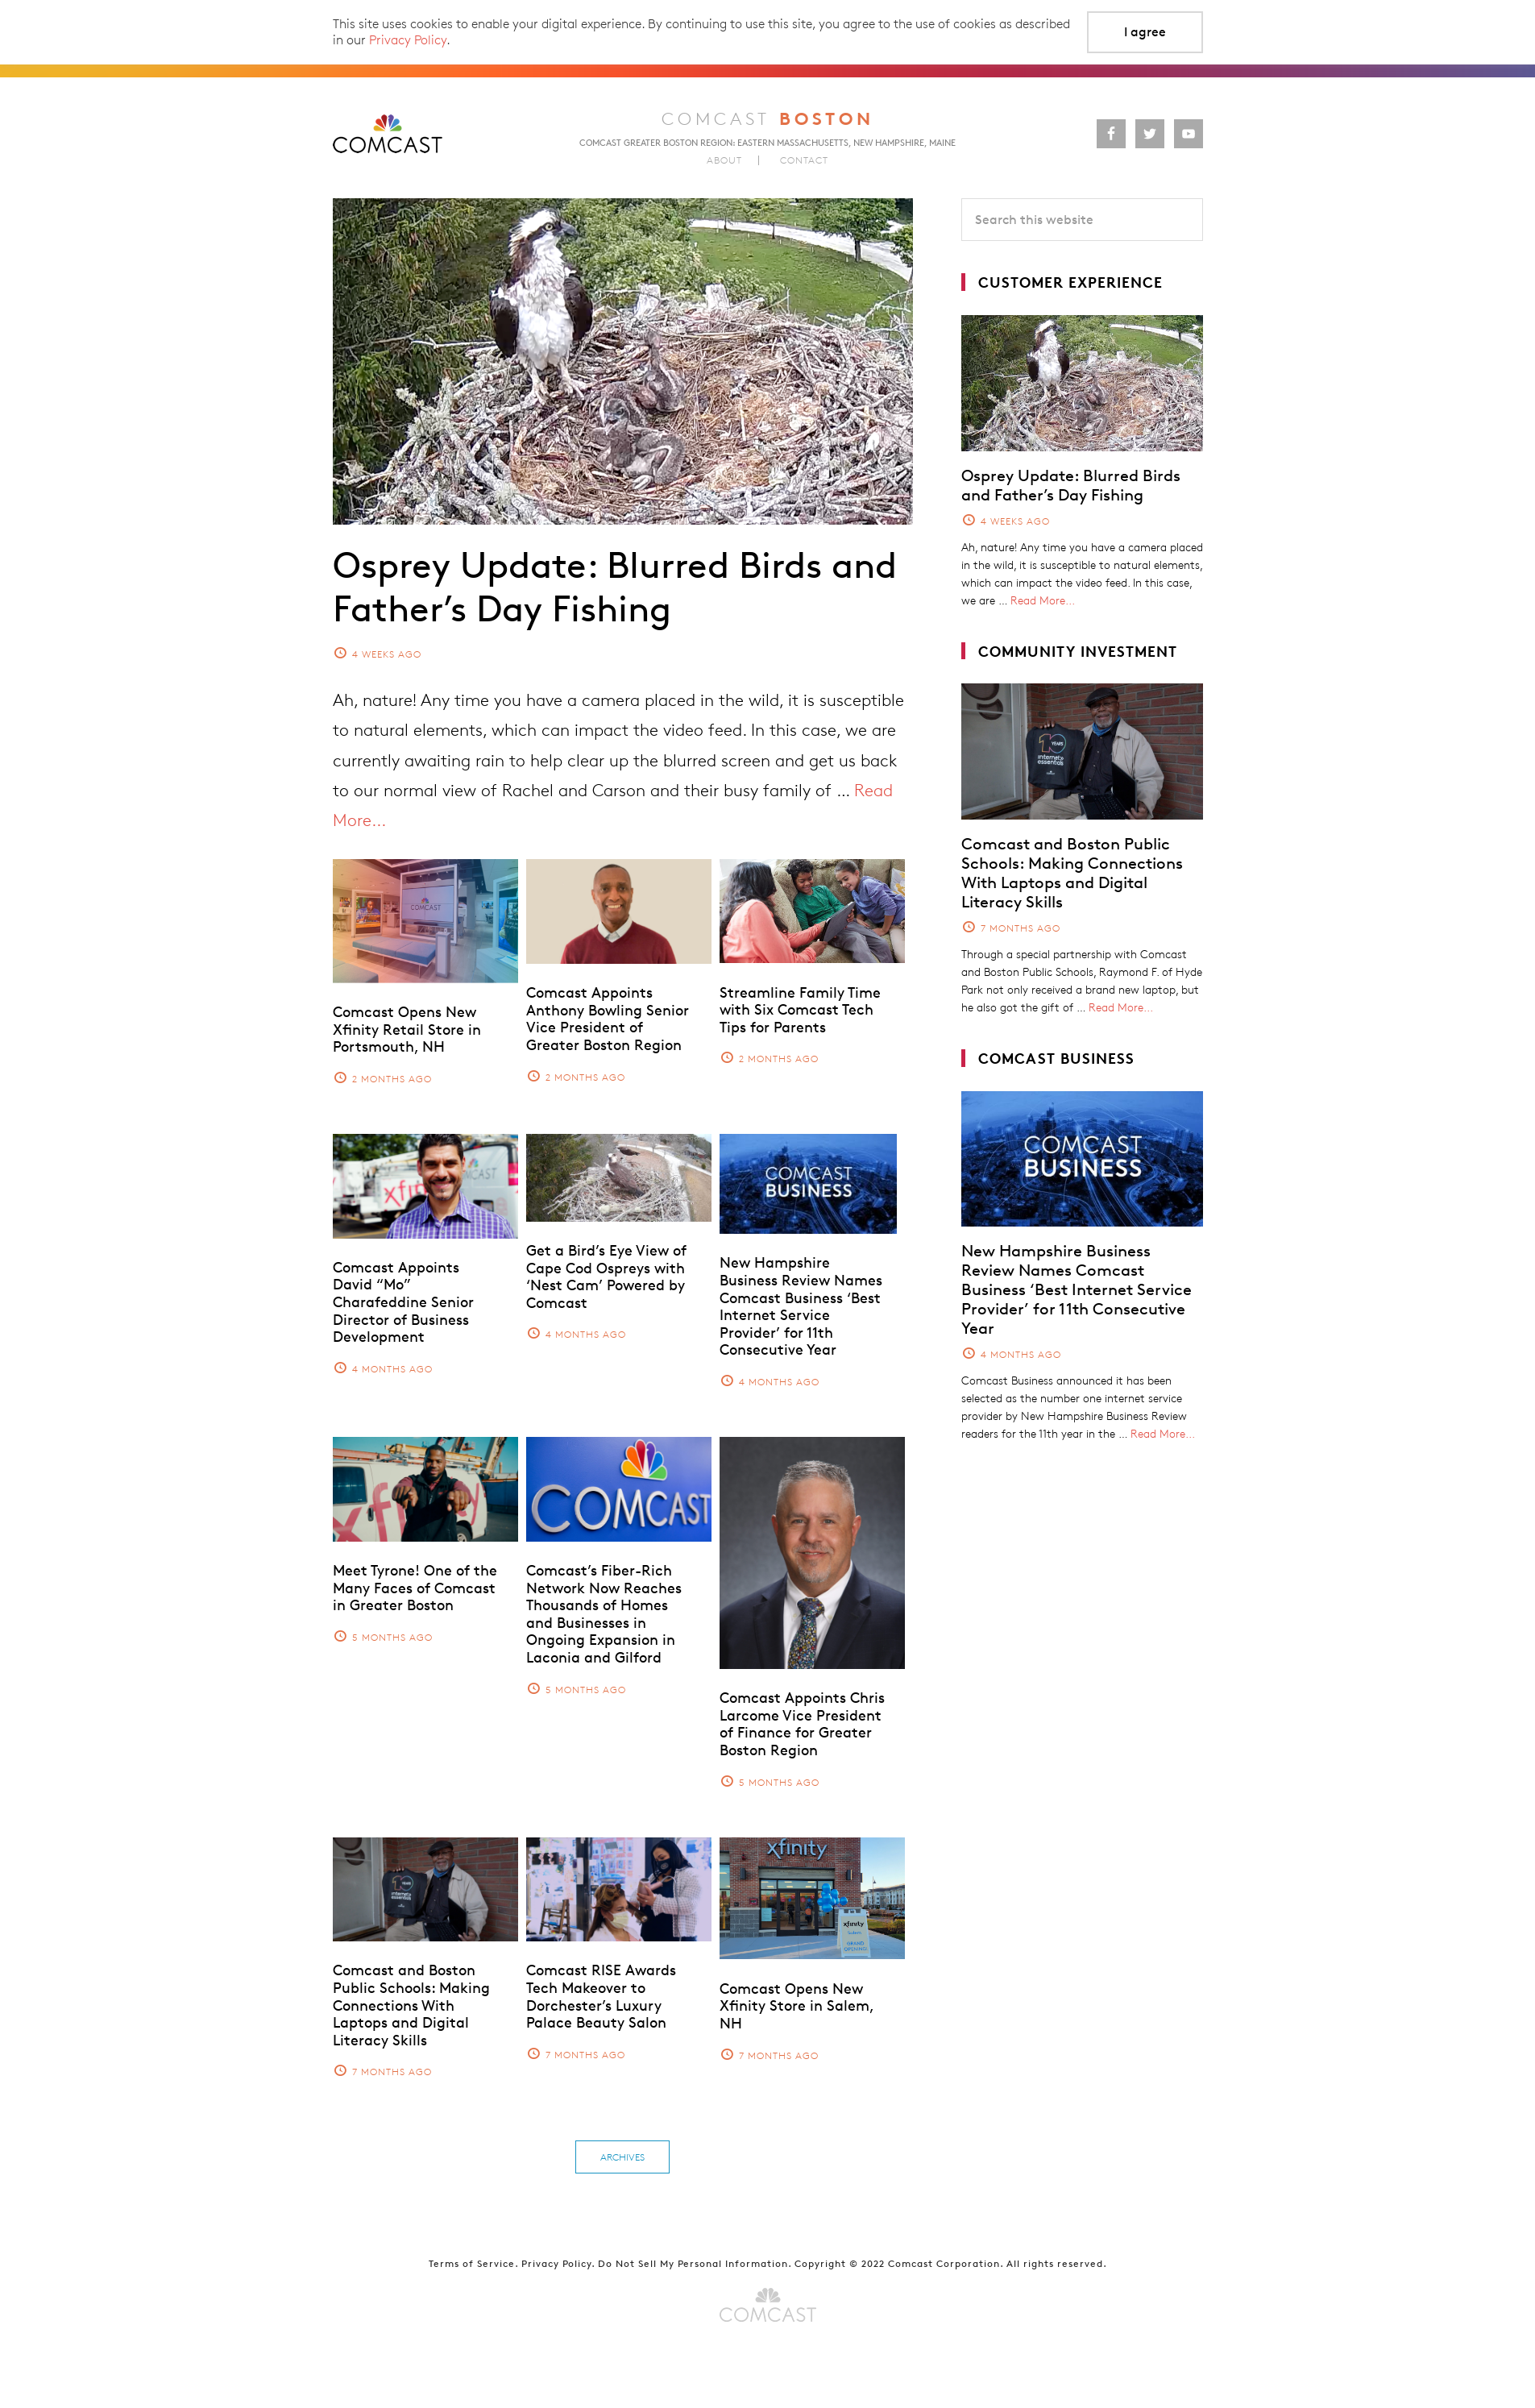 This site uses cookies to enable your digital experience. By continuing to use this site, you agree to the use of cookies as described
in our Privacy Policy.
I agree
COMCAST
COMCAST BOSTON
COMCAST GREATER BOSTON REGION: EASTERN MASSACHUSETTS, NEW HAMPSHIRE, MAINE
ABOUT | CONTACT
Osprey Update: Blurred Birds and
Father’s Day Fishing
4 WEEKS AGO
Ah, nature! Any time you have a camera placed in the wild, it is susceptible
to natural elements, which can impact the video feed. In this case, we are
currently awaiting rain to help clear up the blurred screen and get us back
to our normal view of Rachel and Carson and their busy family of ... Read
More...
COMCAST
Comcast Opens New
Xfinity Retail Store in
Portsmouth, NH
2 MONTHS AGO
Comcast Appoints
Anthony Bowling Senior
Vice President of
Greater Boston Region
2 MONTHS AGO
Streamline Family Time
with Six Comcast Tech
Tips for Parents
2 MONTHS AGO
xfin
CAST
Comcast Appoints
David “Mo”
Charafeddine Senior
Director of Business
Development
4 MONTHS AGO
Get a Bird’s Eye View of
Cape Cod Ospreys with
‘Nest Cam’ Powered by
Comcast
4 MONTHS AGO
COMCAST
BUSINESS
New Hampshire
Business Review Names
Comcast Business ‘Best
Internet Service
Provider’ for 11th
Consecutive Year
4 MONTHS AGO
xfinity
Meet Tyrone! One of the
Many Faces of Comcast
in Greater Boston
5 MONTHS AGO
COMCAST
Comcast’s Fiber-Rich
Network Now Reaches
Thousands of Homes
and Businesses in
Ongoing Expansion in
Laconia and Gilford
5 MONTHS AGO
Comcast Appoints Chris
Larcome Vice President
of Finance for Greater
Boston Region
5 MONTHS AGO
10 YEARS
internet
essentials
Comcast and Boston
Public Schools: Making
Connections With
Laptops and Digital
Literacy Skills
7 MONTHS AGO
Comcast RISE Awards
Tech Makeover to
Dorchester’s Luxury
Palace Beauty Salon
7 MONTHS AGO
xfinity
xfinity
GRAND
OPENING
Comcast Opens New
Xfinity Store in Salem,
NH
7 MONTHS AGO
ARCHIVES
Search this website
CUSTOMER EXPERIENCE
Osprey Update: Blurred Birds
and Father’s Day Fishing
4 WEEKS AGO
Ah, nature! Any time you have a camera placed
in the wild, it is susceptible to natural elements,
which can impact the video feed. In this case,
we are ... Read More...
COMMUNITY INVESTMENT
10 YEARS
internet
essentials
Comcast and Boston Public
Schools: Making Connections
With Laptops and Digital
Literacy Skills
7 MONTHS AGO
Through a special partnership with Comcast
and Boston Public Schools, Raymond F. of Hyde
Park not only received a brand new laptop, but
he also got the gift of ... Read More...
COMCAST BUSINESS
COMCAST
BUSINESS
New Hampshire Business
Review Names Comcast
Business ‘Best Internet Service
Provider’ for 11th Consecutive
Year
4 MONTHS AGO
Comcast Business announced it has been
selected as the number one internet service
provider by New Hampshire Business Review
readers for the 11th year in the ... Read More...
Terms of Service. Privacy Policy. Do Not Sell My Personal Information. Copyright © 2022 Comcast Corporation. All rights reserved.
COMCAST